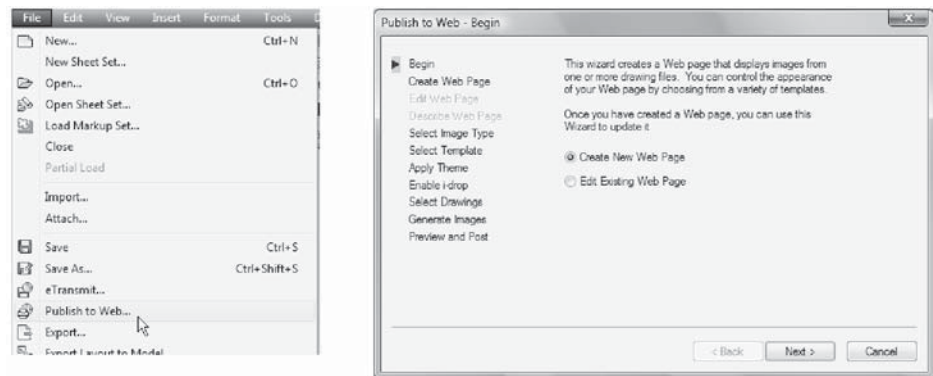 File Edit View Insert Format Tools
New... Ctrl+N
New Sheet Set...
Open... Ctrl+O
Open Sheet Set...
Load Markup Set...
Close
Partial Load
Import...
Attach...
Save Ctrl+S
Save As... Ctrl+Shift+S
eTransmit...
Publish to Web...
Export...
Export Layout to Model
Publish to Web - Begin
Begin
Create Web Page
Edit Web Page
Describe Web Page
Select Image Type
Select Template
Apply Theme
Enable i-drop
Select Drawings
Generate Images
Preview and Post
This wizard creates a Web page that displays images from
one or more drawing files. You can control the appearance
of your Web page by choosing from a variety of templates.
Once you have created a Web page, you can use this
Wizard to update it
Create New Web Page
Edit Existing Web Page
< Back Next > Cancel